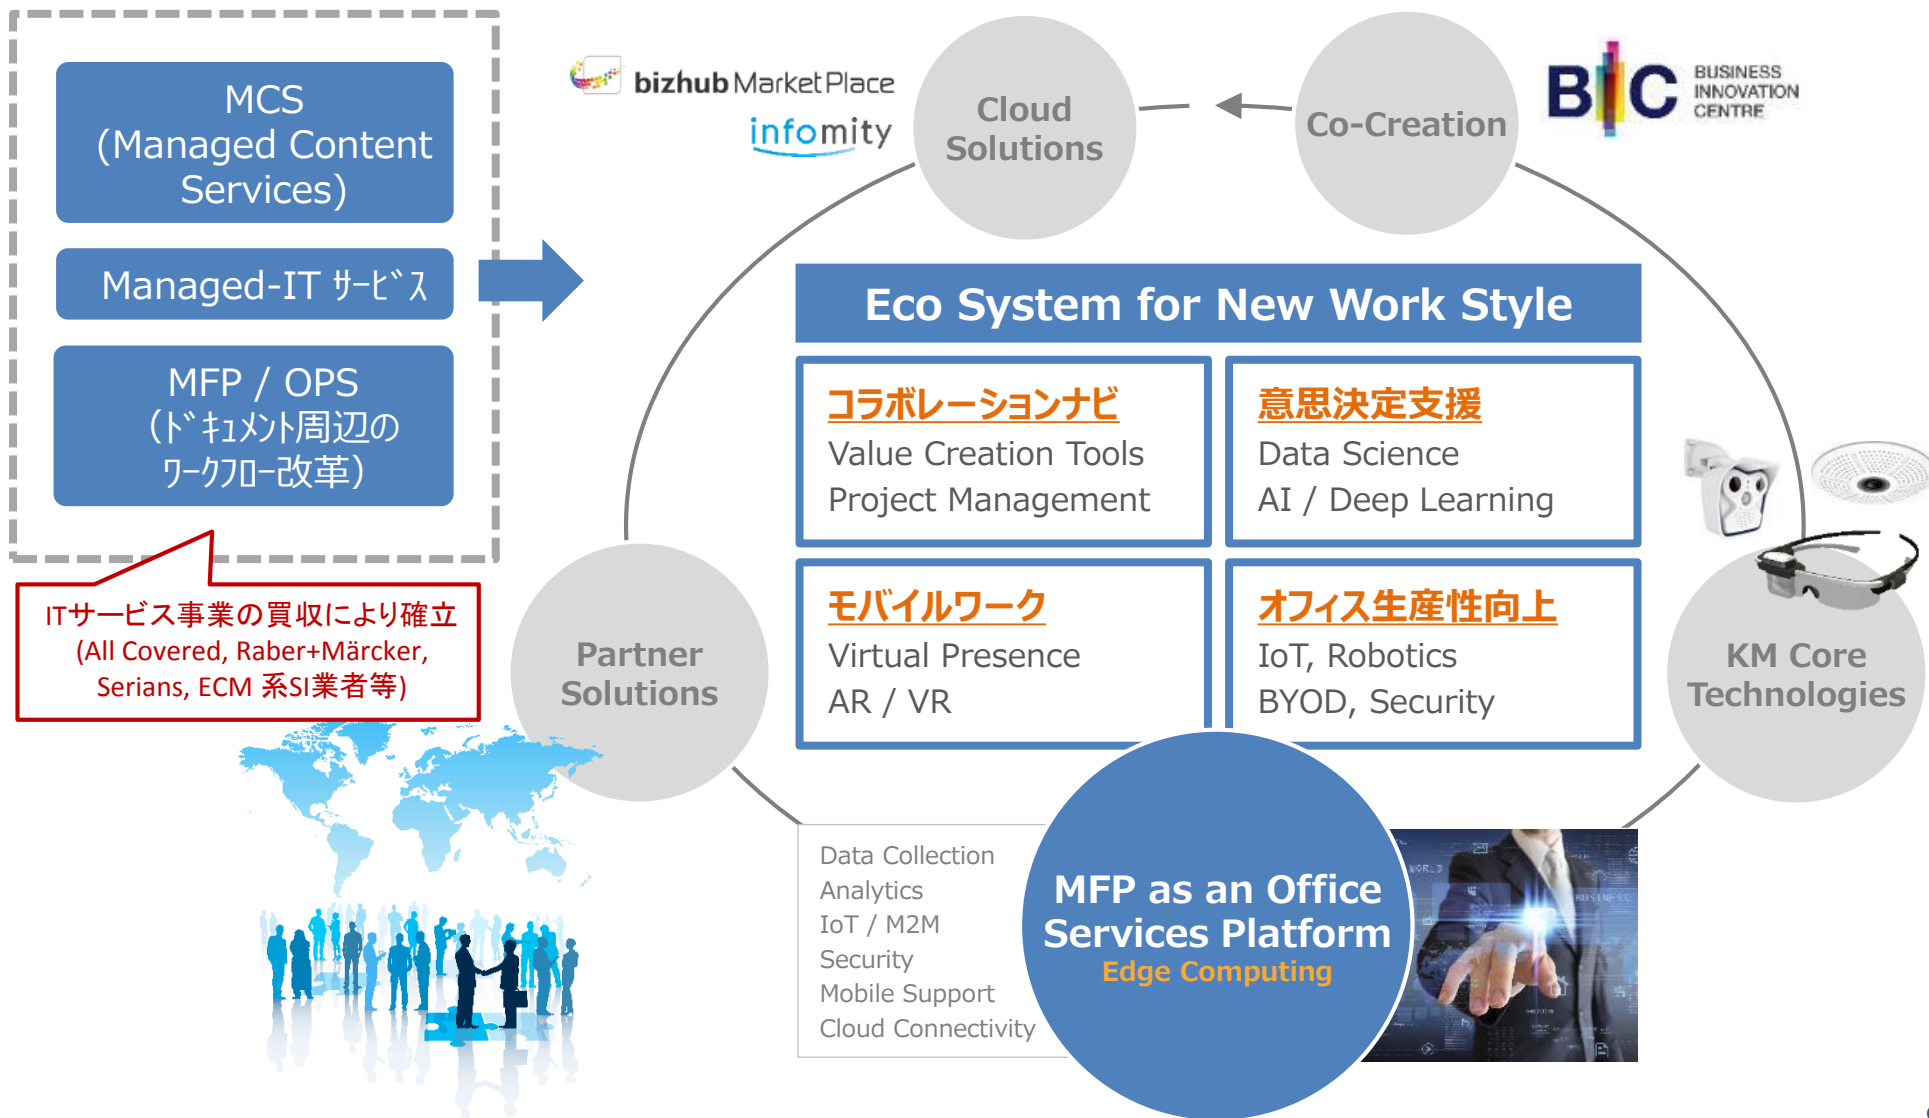 MCS
(Managed Content
Services)
Managed-IT ｻｰﾋﾞｽ
MFP / OPS
（ﾄﾞｷｭﾒﾝﾄ周辺の
ﾜｰｸﾌﾛｰ改革）
ITサービス事業の買収により確立
(All Covered, Raber+Märcker,
Serians, ECM 系SI業者等)
bizhub MarketPlace
infomity
Cloud
Solutions
Co-Creation
BIC
BUSINESS
INNOVATION
CENTRE
Eco System for New Work Style
コラボレーションナビ
Value Creation Tools
Project Management
意思決定支援
Data Science
AI / Deep Learning
モバイルワーク
Virtual Presence
AR / VR
オフィス生産性向上
IoT, Robotics
BYOD, Security
Partner
Solutions
KM Core
Technologies
Data Collection
Analytics
IoT / M2M
Security
Mobile Support
Cloud Connectivity
MFP as an Office
Services Platform
Edge Computing